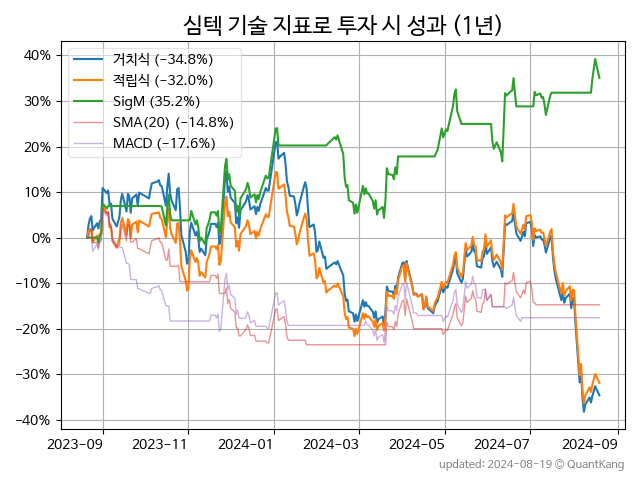 심텍 기술 지표로 투자 시 성과 (1년)
40%
30%
20%
10%
0%
−10%
−20%
−30%
−40%
거치식 (−34.8%)
적립식 (−32.0%)
SigM (35.2%)
SMA(20) (−14.8%)
MACD (−17.6%)
2023-09 2023-11 2024-01 2024-03 2024-05 2024-07 2024-09
updated: 2024-08-19 © QuantKang